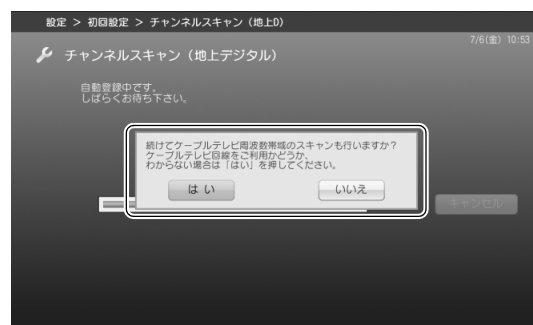 設定 ＞ 初回設定 ＞ チャンネルスキャン（地上D）
7/6(金) 10:53
チャンネルスキャン（地上デジタル）
自動登録中です。
しばらくお待ち下さい。
続けてケーブルテレビ周波数帯域のスキャンも行いますか？
ケーブルテレビ回線をご利用かどうか、
わからない場合は「はい」を押してください。
はい
いいえ
キャンセル